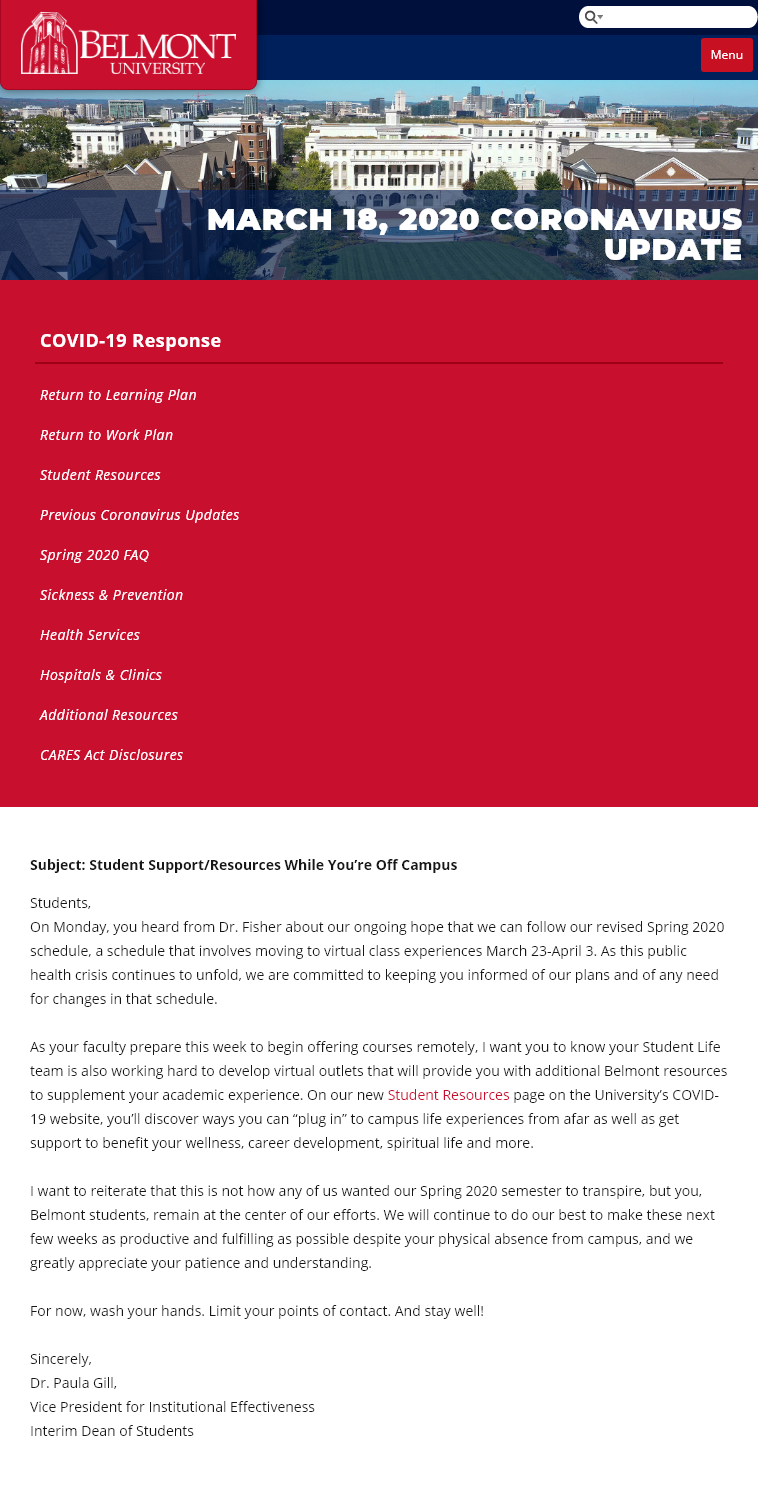 BELMONT
UNIVERSITY
Menu
MARCH 18, 2020 CORONAVIRUS
UPDATE
COVID-19 Response
Return to Learning Plan
Return to Work Plan
Student Resources
Previous Coronavirus Updates
Spring 2020 FAQ
Sickness & Prevention
Health Services
Hospitals & Clinics
Additional Resources
CARES Act Disclosures
Subject: Student Support/Resources While You’re Off Campus
Students,
On Monday, you heard from Dr. Fisher about our ongoing hope that we can follow our revised Spring 2020
schedule, a schedule that involves moving to virtual class experiences March 23-April 3. As this public
health crisis continues to unfold, we are committed to keeping you informed of our plans and of any need
for changes in that schedule.
As your faculty prepare this week to begin offering courses remotely, I want you to know your Student Life
team is also working hard to develop virtual outlets that will provide you with additional Belmont resources
to supplement your academic experience. On our new Student Resources page on the University’s COVID-
19 website, you’ll discover ways you can “plug in” to campus life experiences from afar as well as get
support to benefit your wellness, career development, spiritual life and more.
I want to reiterate that this is not how any of us wanted our Spring 2020 semester to transpire, but you,
Belmont students, remain at the center of our efforts. We will continue to do our best to make these next
few weeks as productive and fulfilling as possible despite your physical absence from campus, and we
greatly appreciate your patience and understanding.
For now, wash your hands. Limit your points of contact. And stay well!
Sincerely,
Dr. Paula Gill,
Vice President for Institutional Effectiveness
Interim Dean of Students